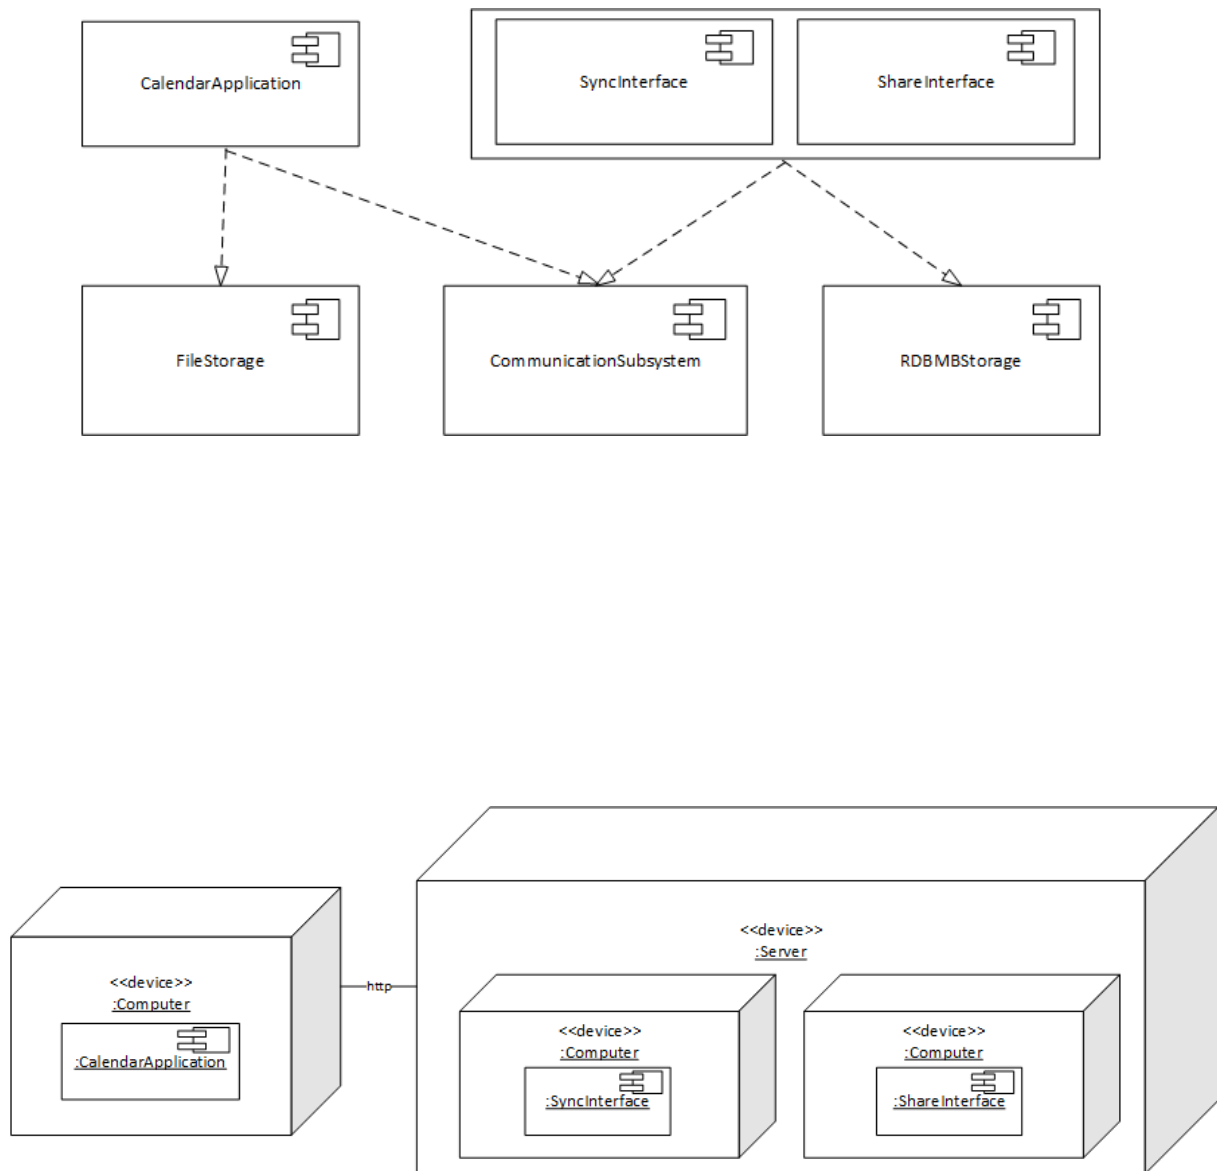 CalendarApplication
SyncInterface
ShareInterface
FileStorage
CommunicationSubsystem
RDBMBStorage
<<device>>
:Server
<<device>>
:Computer
:CalendarApplication
http
<<device>>
:Computer
:SyncInterface
<<device>>
:Computer
:ShareInterface